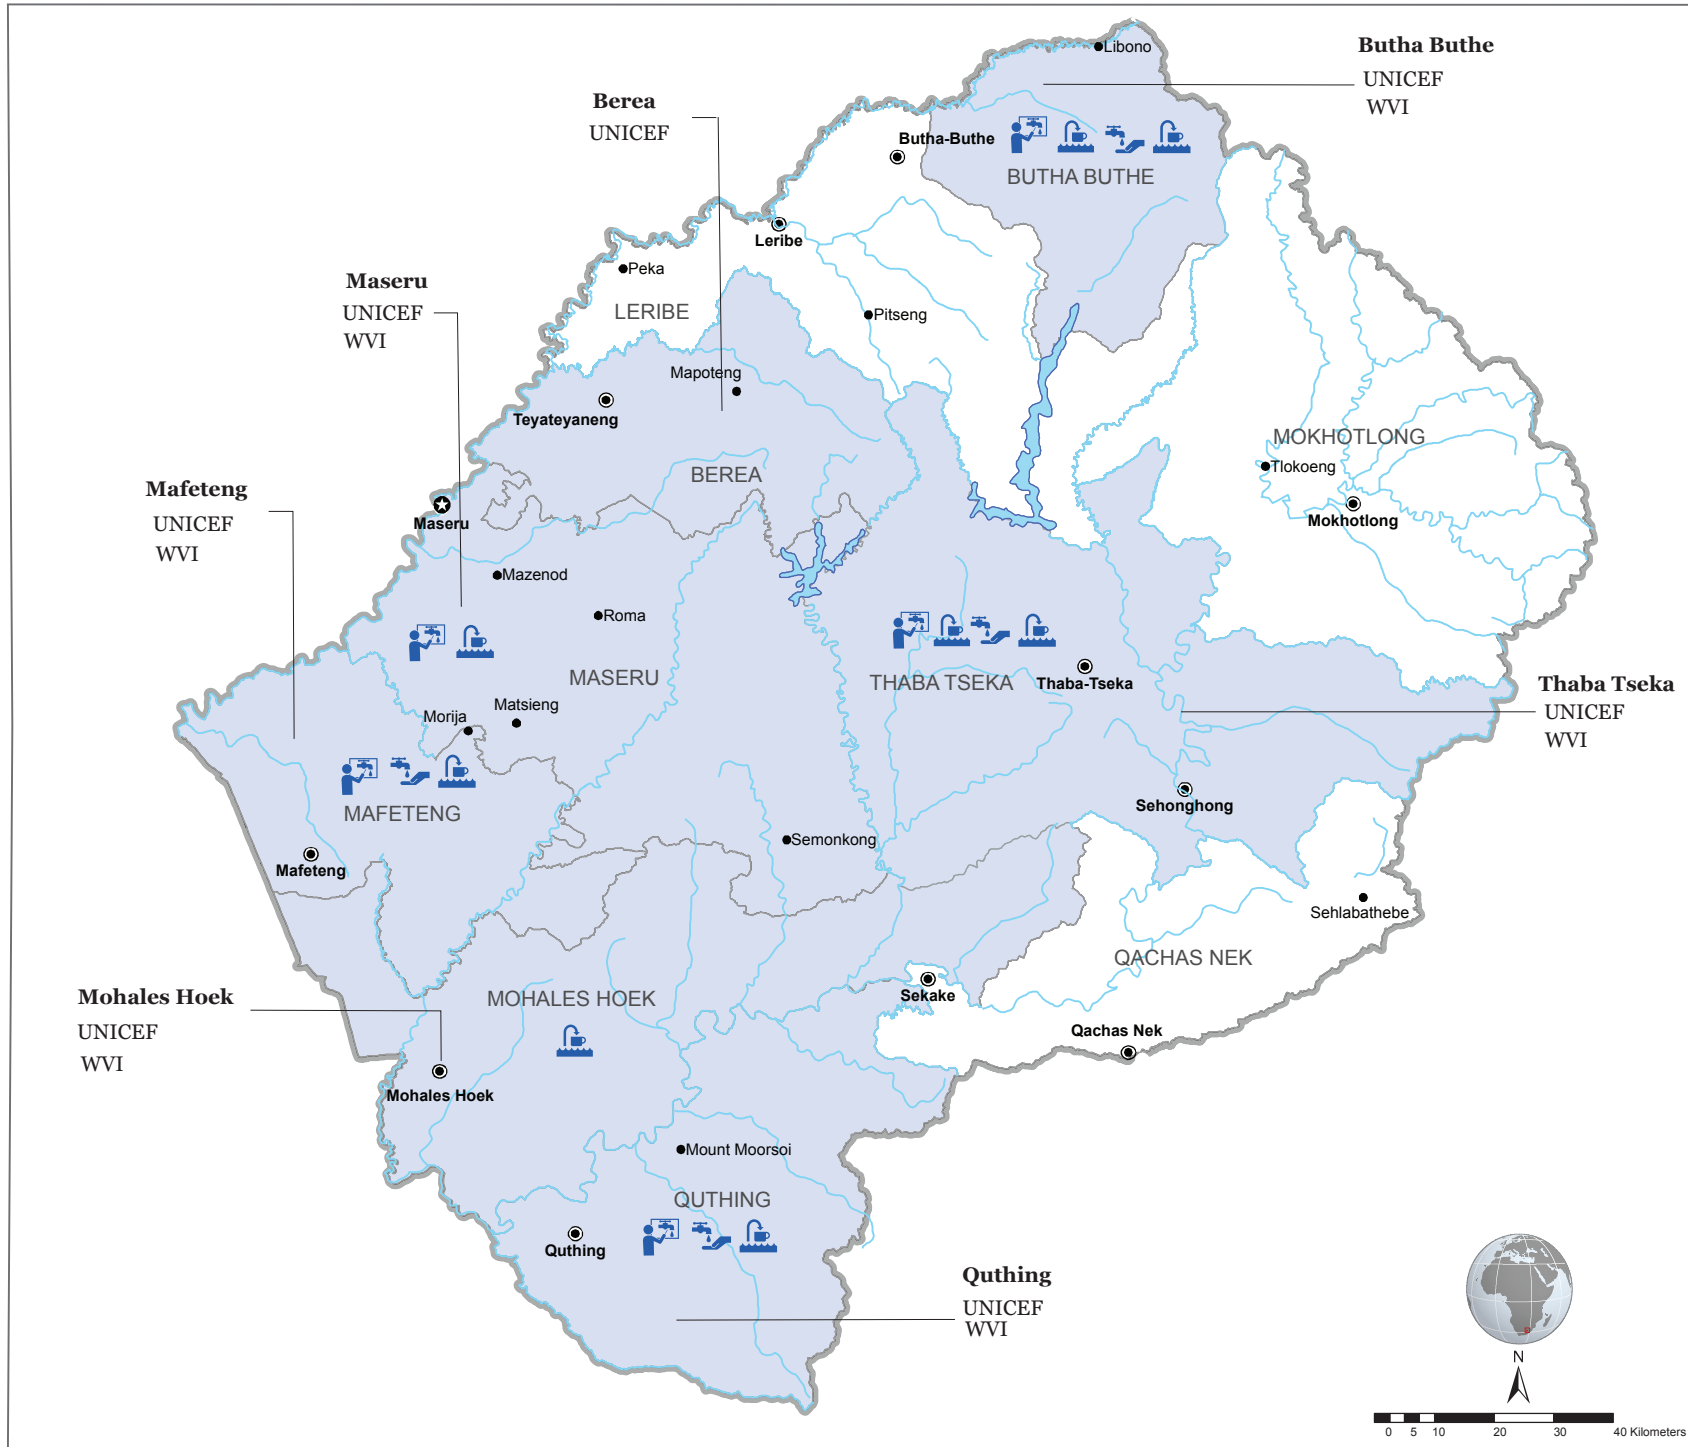 Libono
Butha Buthe
UNICEF
WVI
Berea
UNICEF
Butha-Buthe
BUTHA BUTHE
Leribe
Peka
Maseru
UNICEF
WVI
LERIBE
Pitseng
Mapoteng
Teyateyaneng
MOKHOTLONG
Tlokoeng
BEREA
Mafeteng
UNICEF
WVI
Maseru
Mokhotlong
Mazenod
Roma
MASERU
THABA TSEKA
Thaba-Tseka
Thaba Tseka
UNICEF
WVI
Matsieng
Morija
MAFETENG
Sehonghong
Semonkong
Mafeteng
Sehlabathebe
QACHAS NEK
Mohales Hoek
UNICEF
WVI
MOHALES HOEK
Sekake
Qachas Nek
Mohales Hoek
Mount Moorsoi
QUTHING
Quthing
Quthing
UNICEF
WVI
N
0 5 10 20 30 40 Kilometers